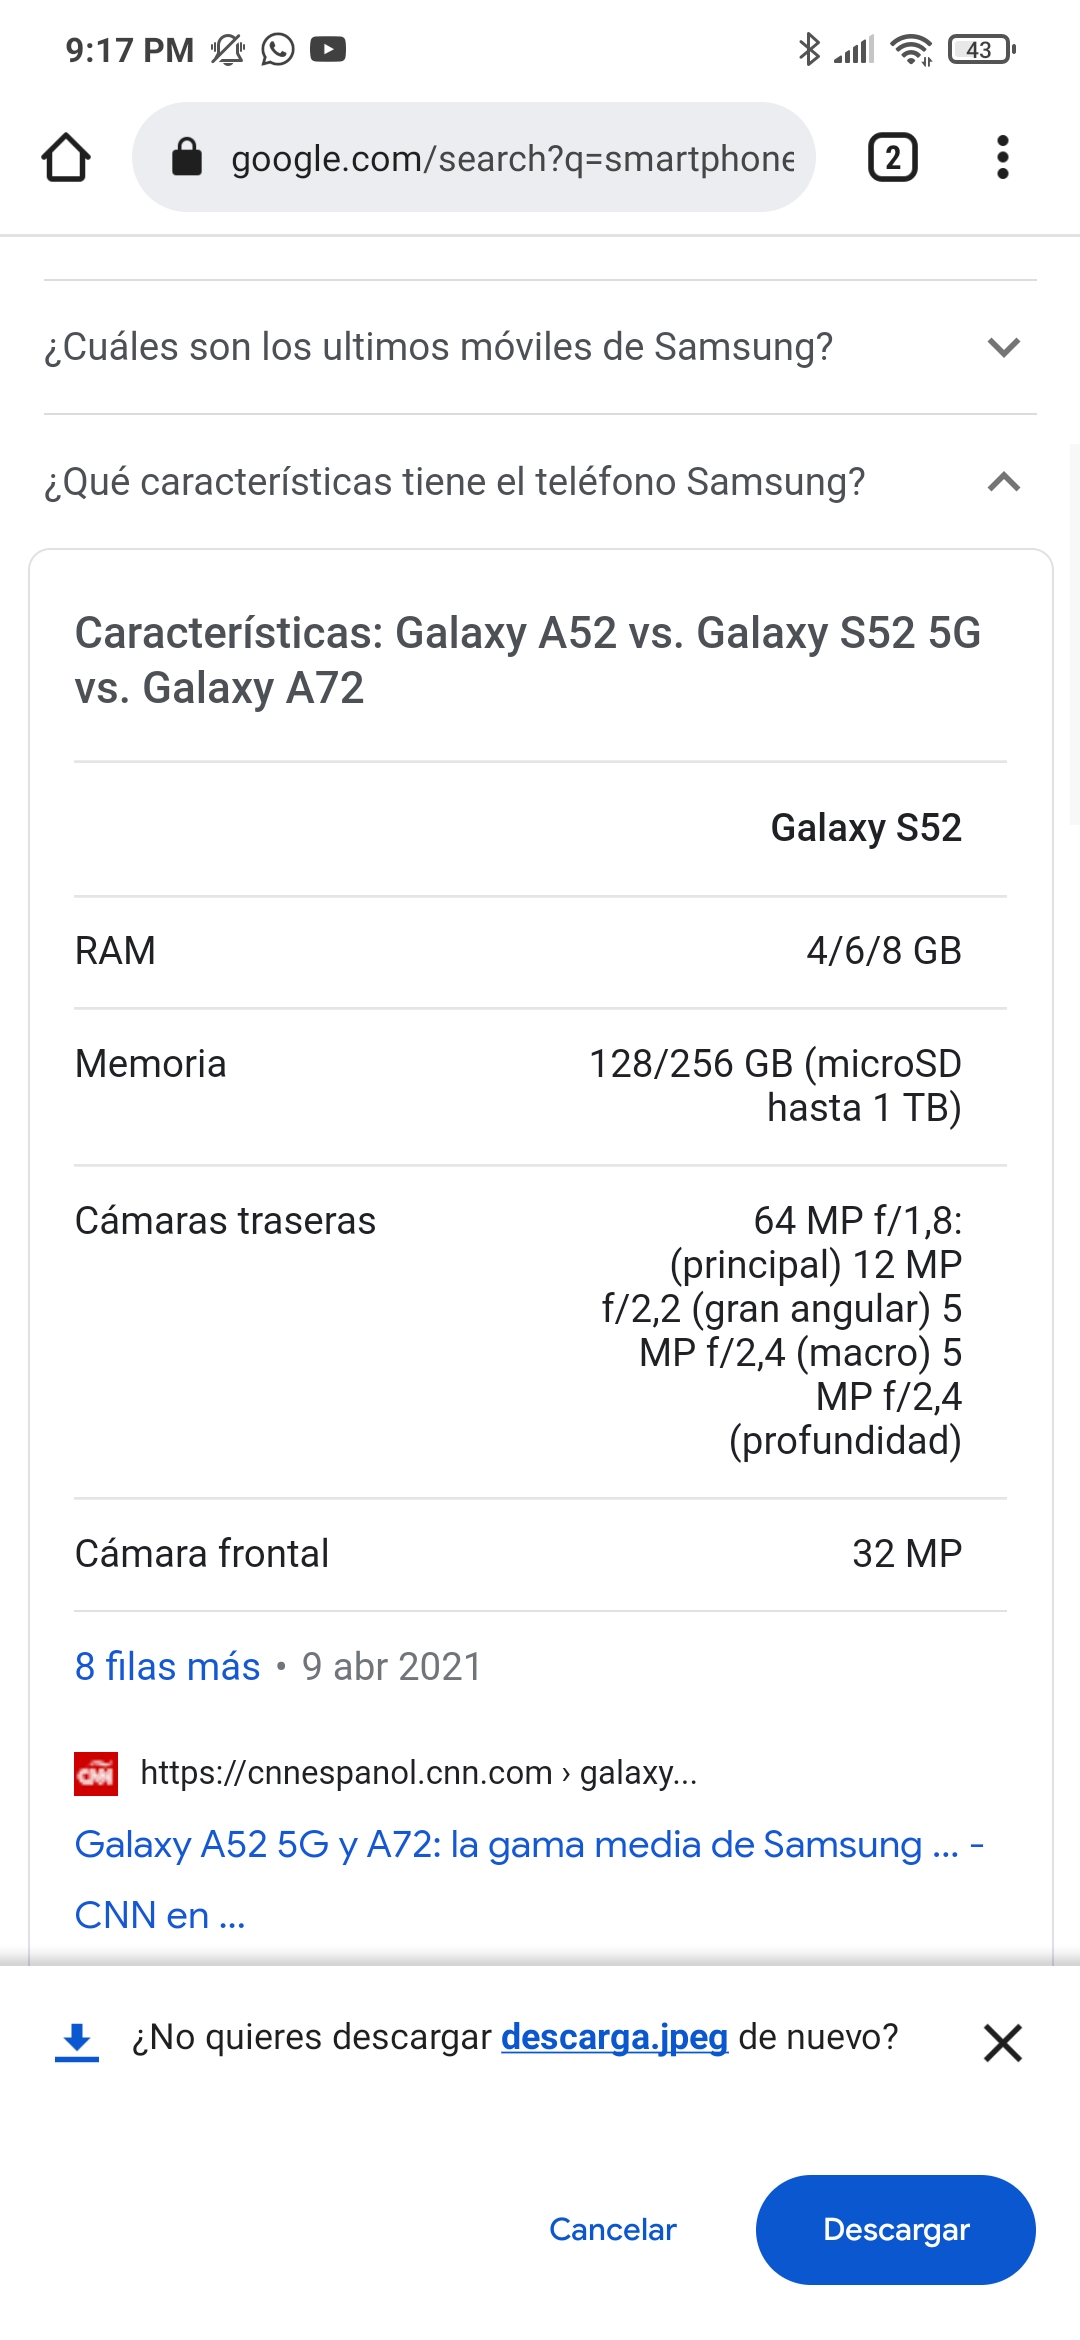 9:17 PM
43
google.com/search?q=smartphone
2
¿Cuáles son los ultimos móviles de Samsung?
¿Qué características tiene el teléfono Samsung?
Características: Galaxy A52 vs. Galaxy S52 5G
vs. Galaxy A72
Galaxy S52
RAM 4/6/8 GB
Memoria 128/256 GB (microSD
hasta 1 TB)
Cámaras traseras 64 MP f/1,8:
(principal) 12 MP
f/2,2 (gran angular) 5
MP f/2,4 (macro) 5
MP f/2,4
(profundidad)
Cámara frontal 32 MP
8 filas más • 9 abr 2021
CNN https://cnnespanol.cnn.com › galaxy...
Galaxy A52 5G y A72: la gama media de Samsung ... -
CNN en ...
¿No quieres descargar descarga.jpeg de nuevo?
Cancelar Descargar